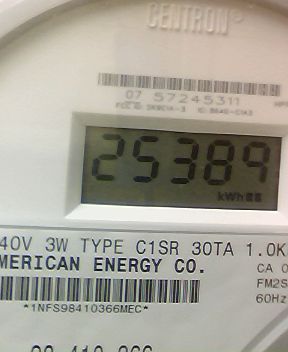 CENTRON®
07 57245311
25389
kWh
40V 3W TYPE C1SR 30TA 1.0K
MERICAN ENERGY CO.
CA 0
FM2S
60Hz
*1NFS98410366MEC*